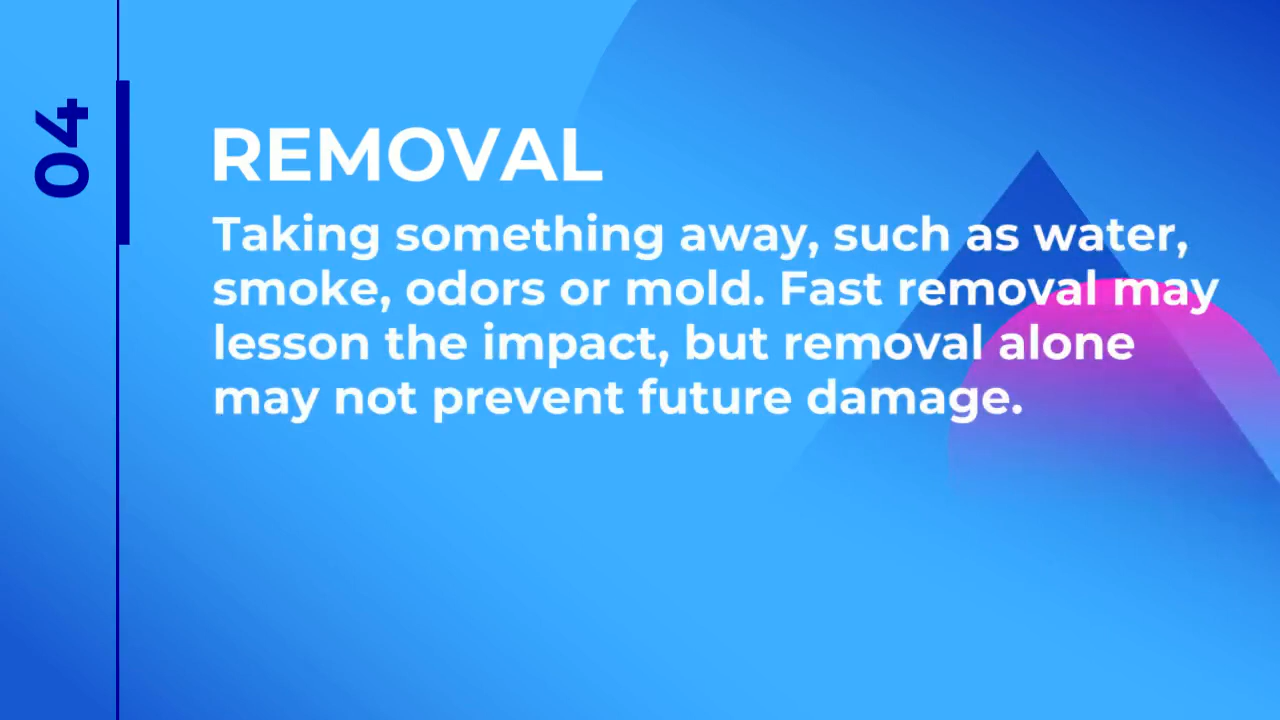 04
REMOVAL
Taking something away, such as water,
smoke, odors or mold. Fast removal may
lesson the impact, but removal alone
may not prevent future damage.